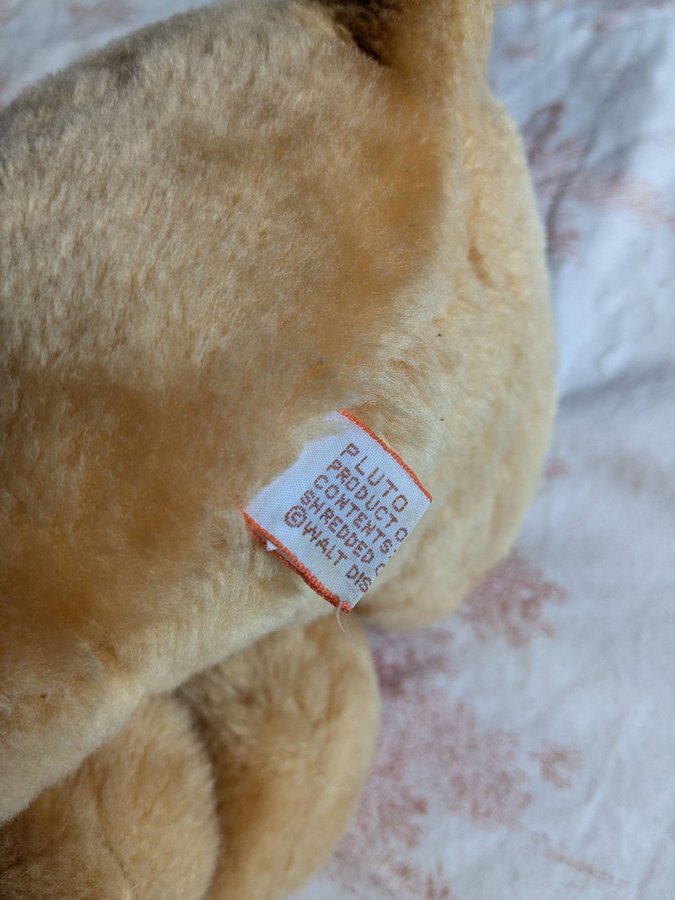 PLUTO
PRODUCT O
CONTENTS:
SHREDDED C
©WALT DIS